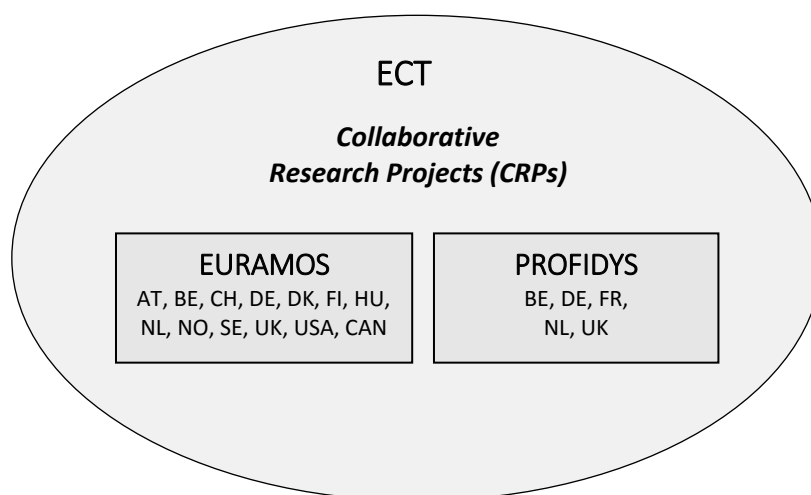 ECT
Collaborative
Research Projects (CRPs)
EURAMOS
AT, BE, CH, DE, DK, FI, HU,
NL, NO, SE, UK, USA, CAN
PROFIDYS
BE, DE, FR,
NL, UK